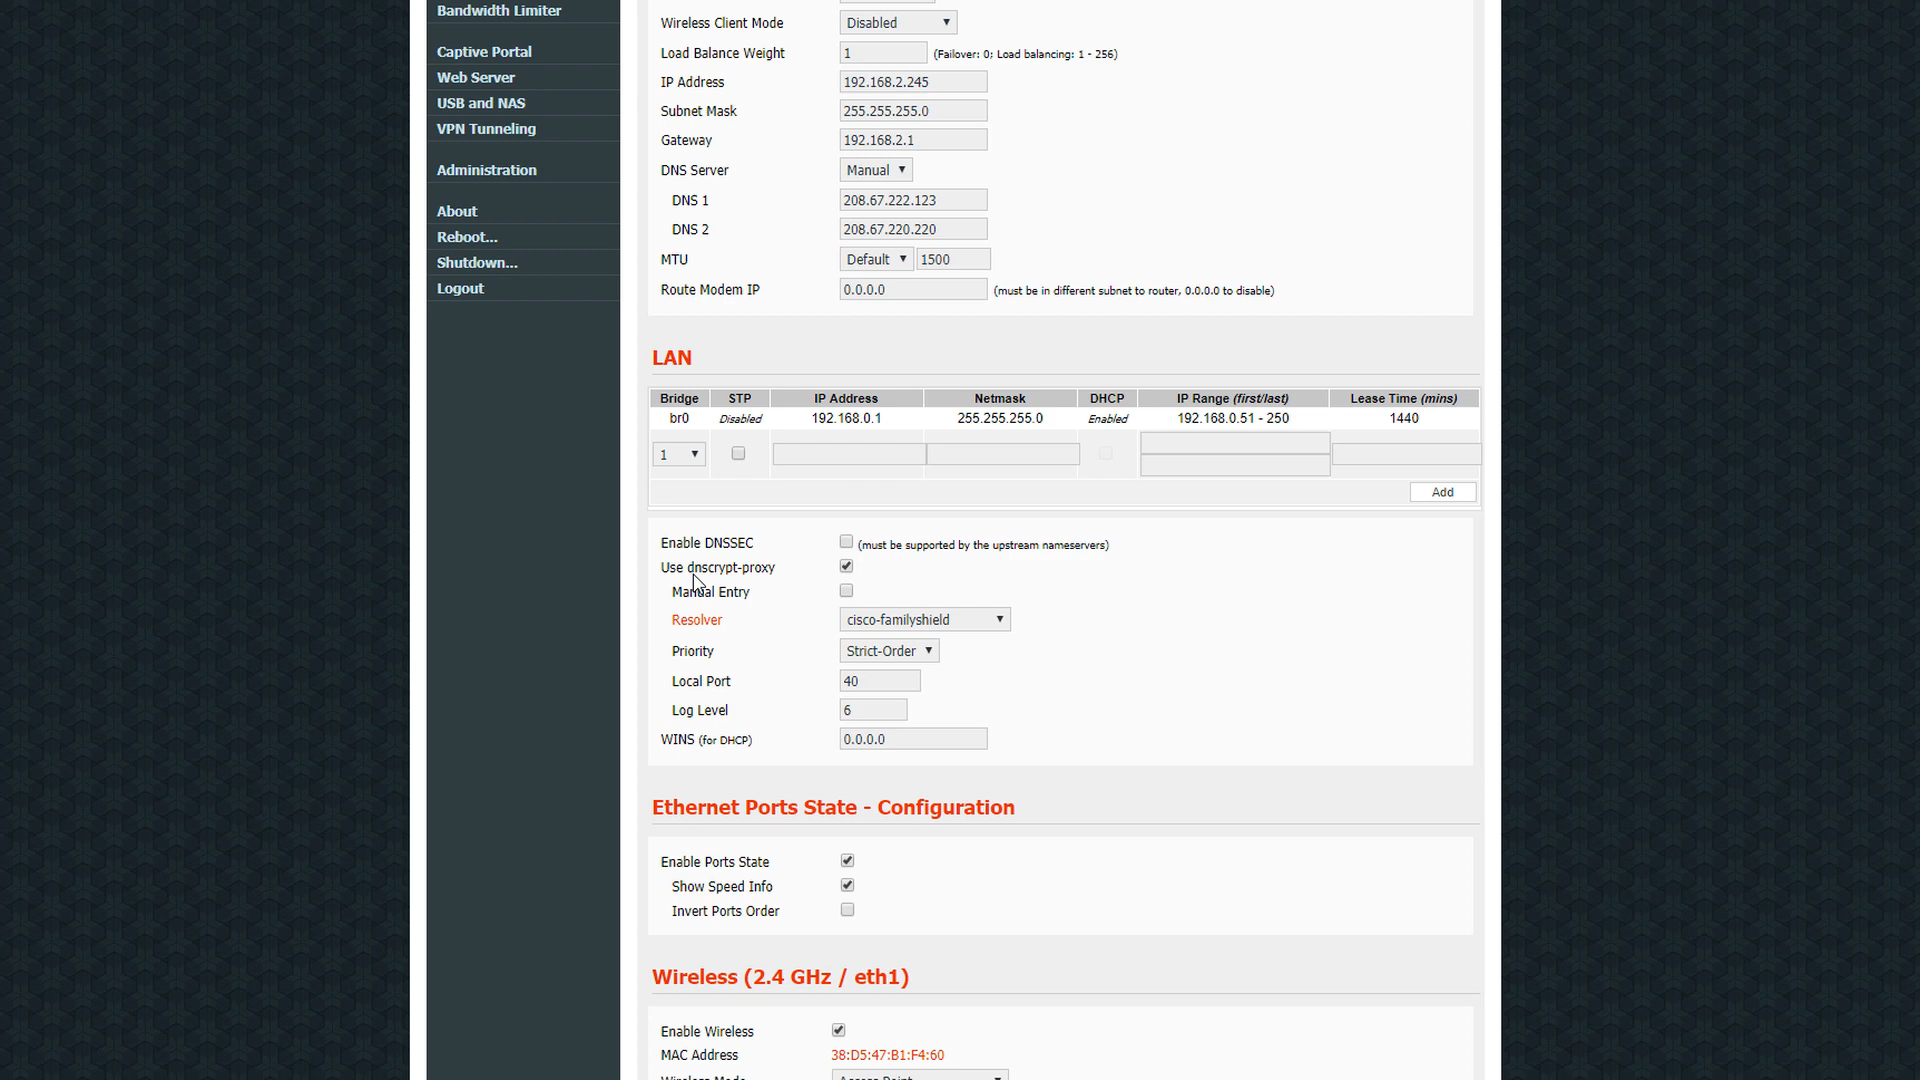 Bandwidth Limiter
Captive Portal
Web Server
USB and NAS
VPN Tunneling
Administration
About
Reboot...
Shutdown...
Logout
Wireless Client Mode Disabled
Load Balance Weight 1 (Failover: 0; Load balancing: 1 - 256)
IP Address 192.168.2.245
Subnet Mask 255.255.255.0
Gateway 192.168.2.1
DNS Server Manual
DNS 1 208.67.222.123
DNS 2 208.67.220.220
MTU Default 1500
Route Modem IP 0.0.0.0 (must be in different subnet to router, 0.0.0.0 to disable)
LAN
Bridge STP IP Address Netmask DHCP IP Range (first/last) Lease Time (mins)
br0 Disabled 192.168.0.1 255.255.255.0 Enabled 192.168.0.51 - 250 1440
1
Add
Enable DNSSEC (must be supported by the upstream nameservers)
Use dnscrypt-proxy
Manual Entry
Resolver cisco-familyshield
Priority Strict-Order
Local Port 40
Log Level 6
WINS (for DHCP) 0.0.0.0
Ethernet Ports State - Configuration
Enable Ports State
Show Speed Info
Invert Ports Order
Wireless (2.4 GHz / eth1)
Enable Wireless
MAC Address 38:D5:47:B1:F4:60
Wireless Mode Access Point